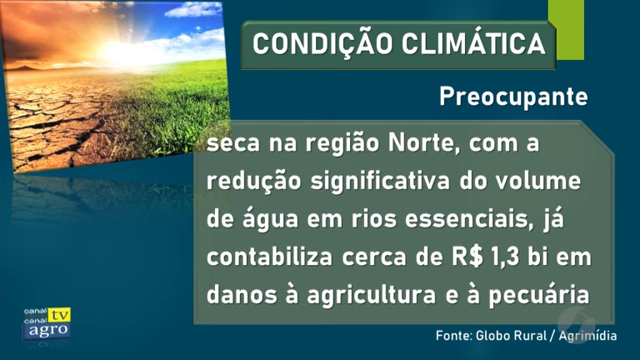 CONDIÇÃO CLIMÁTICA
Preocupante
seca na região Norte, com a
redução significativa do volume
de água em rios essenciais, já
contabiliza cerca de R$ 1,3 bi em
danos à agricultura e à pecuária
canal
canal
tv
agro
Fonte: Globo Rural / Agrimídia